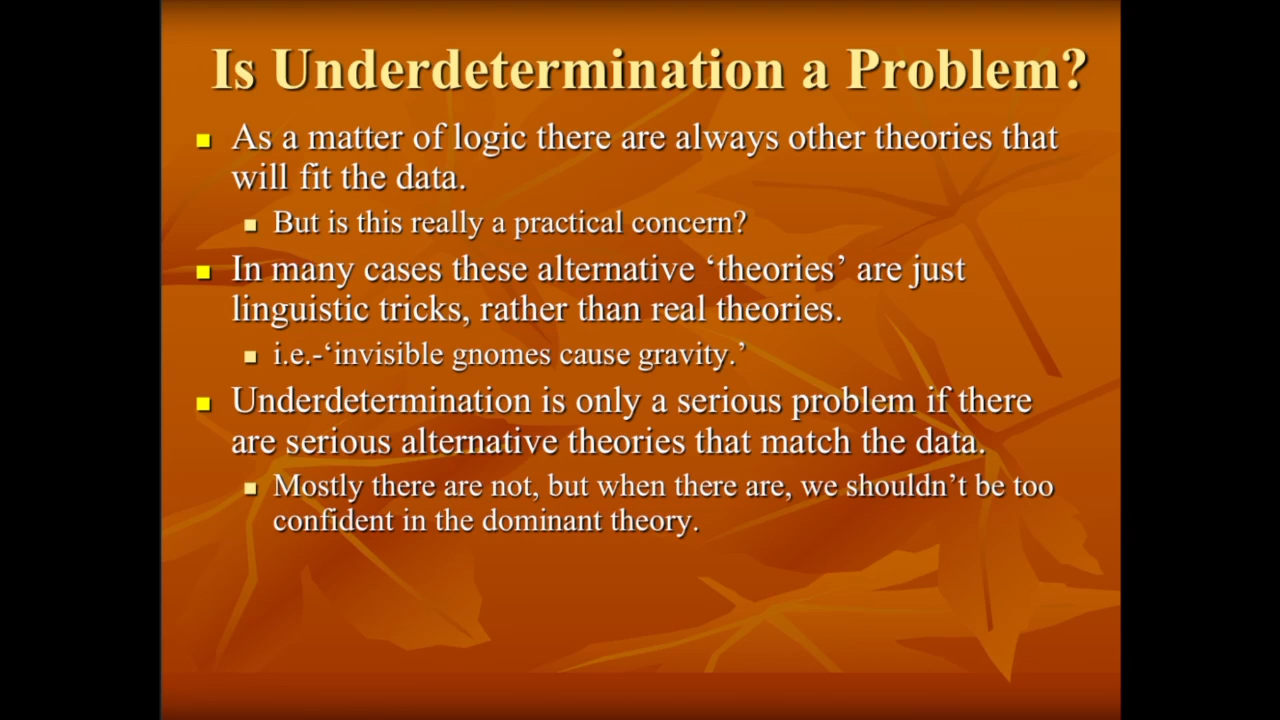 Is Underdetermination a Problem?
As a matter of logic there are always other theories that
will fit the data.
But is this really a practical concern?
In many cases these alternative ‘theories’ are just
linguistic tricks, rather than real theories.
i.e.-‘invisible gnomes cause gravity.’
Underdetermination is only a serious problem if there
are serious alternative theories that match the data.
Mostly there are not, but when there are, we shouldn’t be too
confident in the dominant theory.